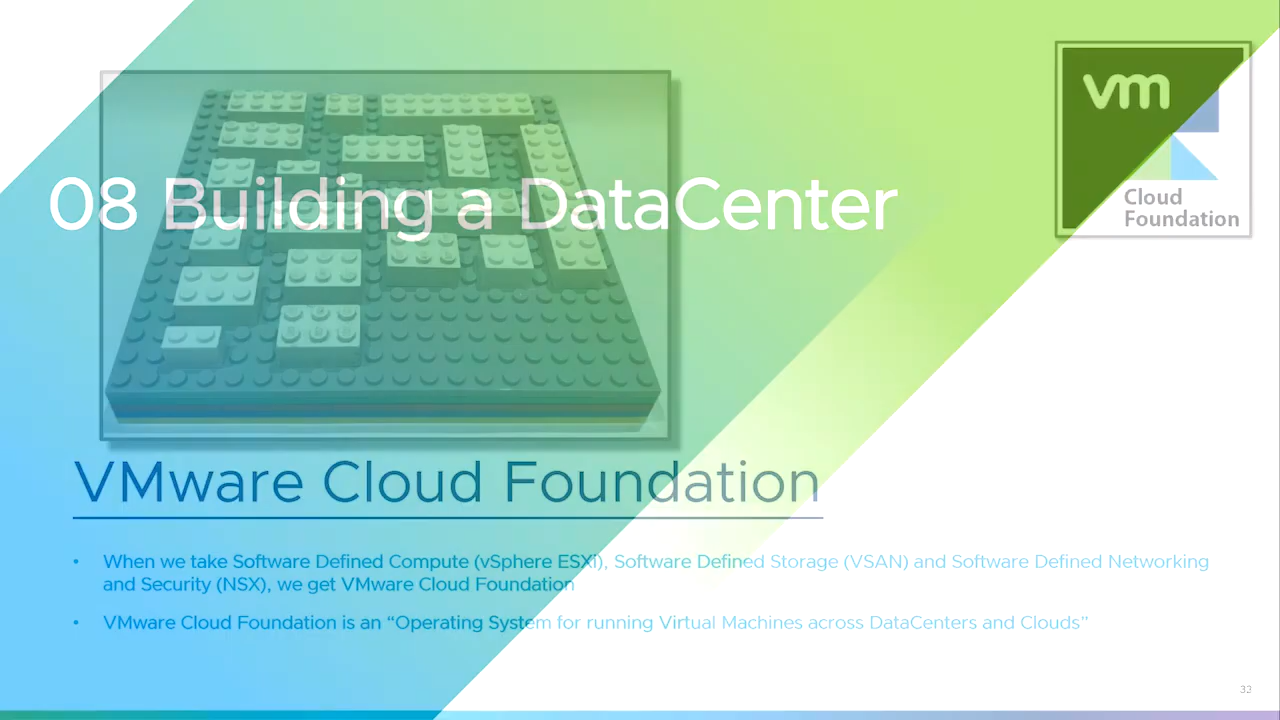 vm
08 Building a DataCenter
Cloud
Foundation
VMware Cloud Foundation
• When we take Software Defined Compute (vSphere ESXi), Software Defined Storage (VSAN) and Software Defined Networking
and Security (NSX), we get VMware Cloud Foundation
• VMware Cloud Foundation is an “Operating System for running Virtual Machines across DataCenters and Clouds”